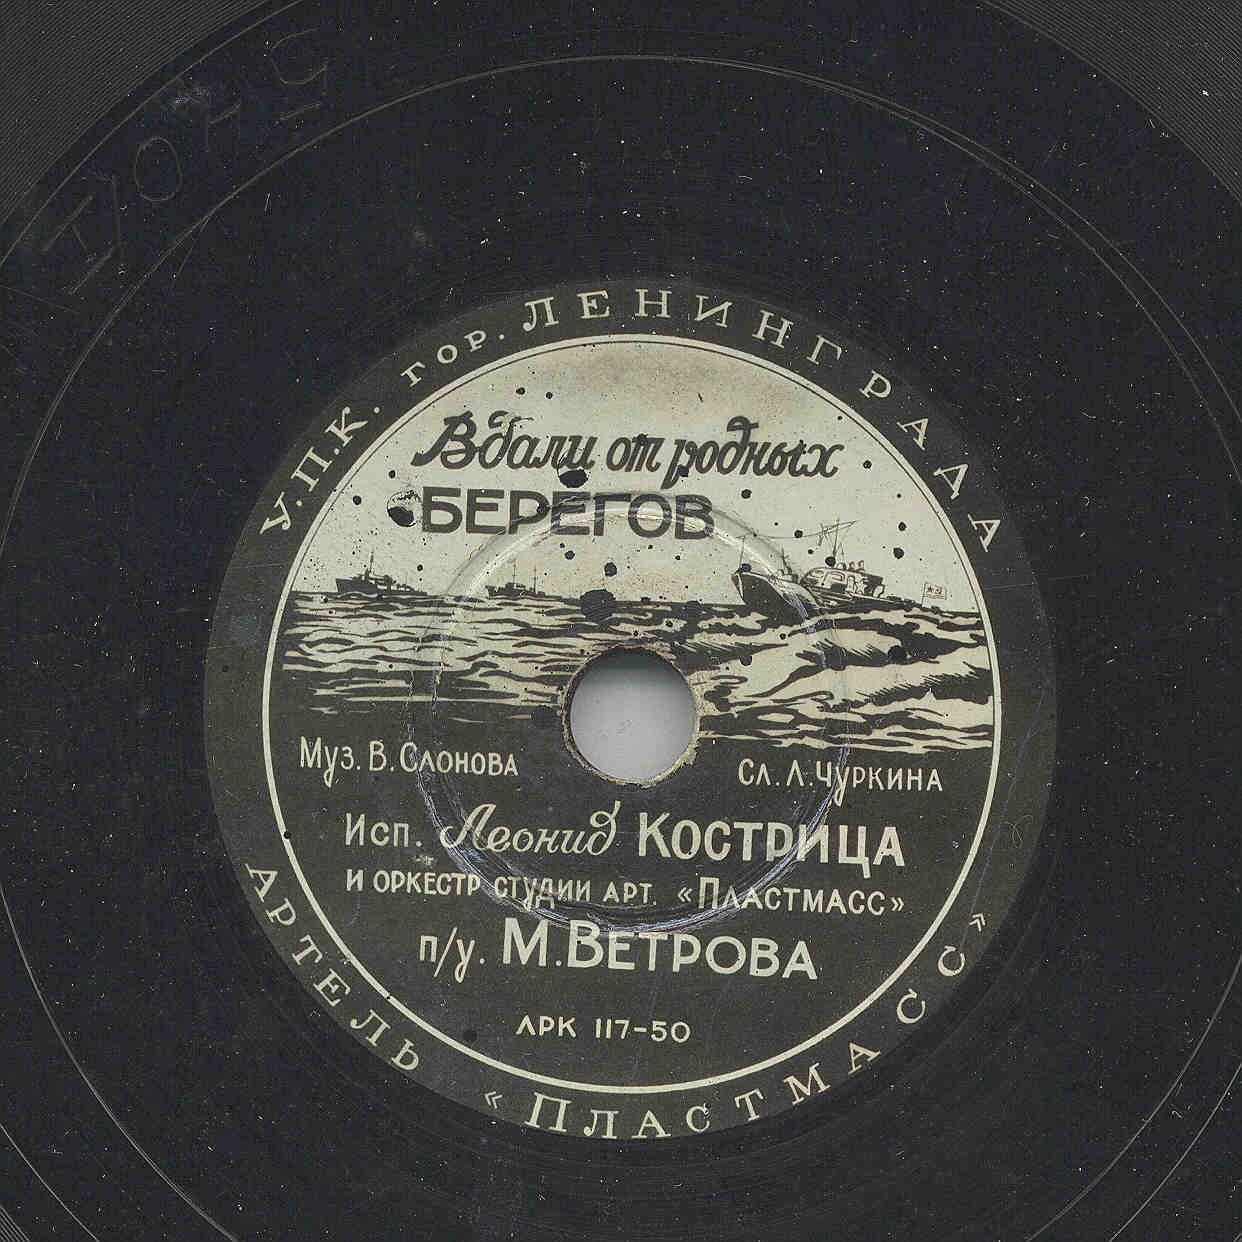 У.П.К. ГОР. ЛЕНИНГРАДА
Вдали от родных
БЕРЕГОВ
Муз. В. Слонова
Сл. Л. Чуркина
Исп. Леонид Кострица
и оркестр студии арт. «Пластмасс»
п/у. М. Ветрова
ЛРК 117-50
АРТЕЛЬ «ПЛАСТМАСС»